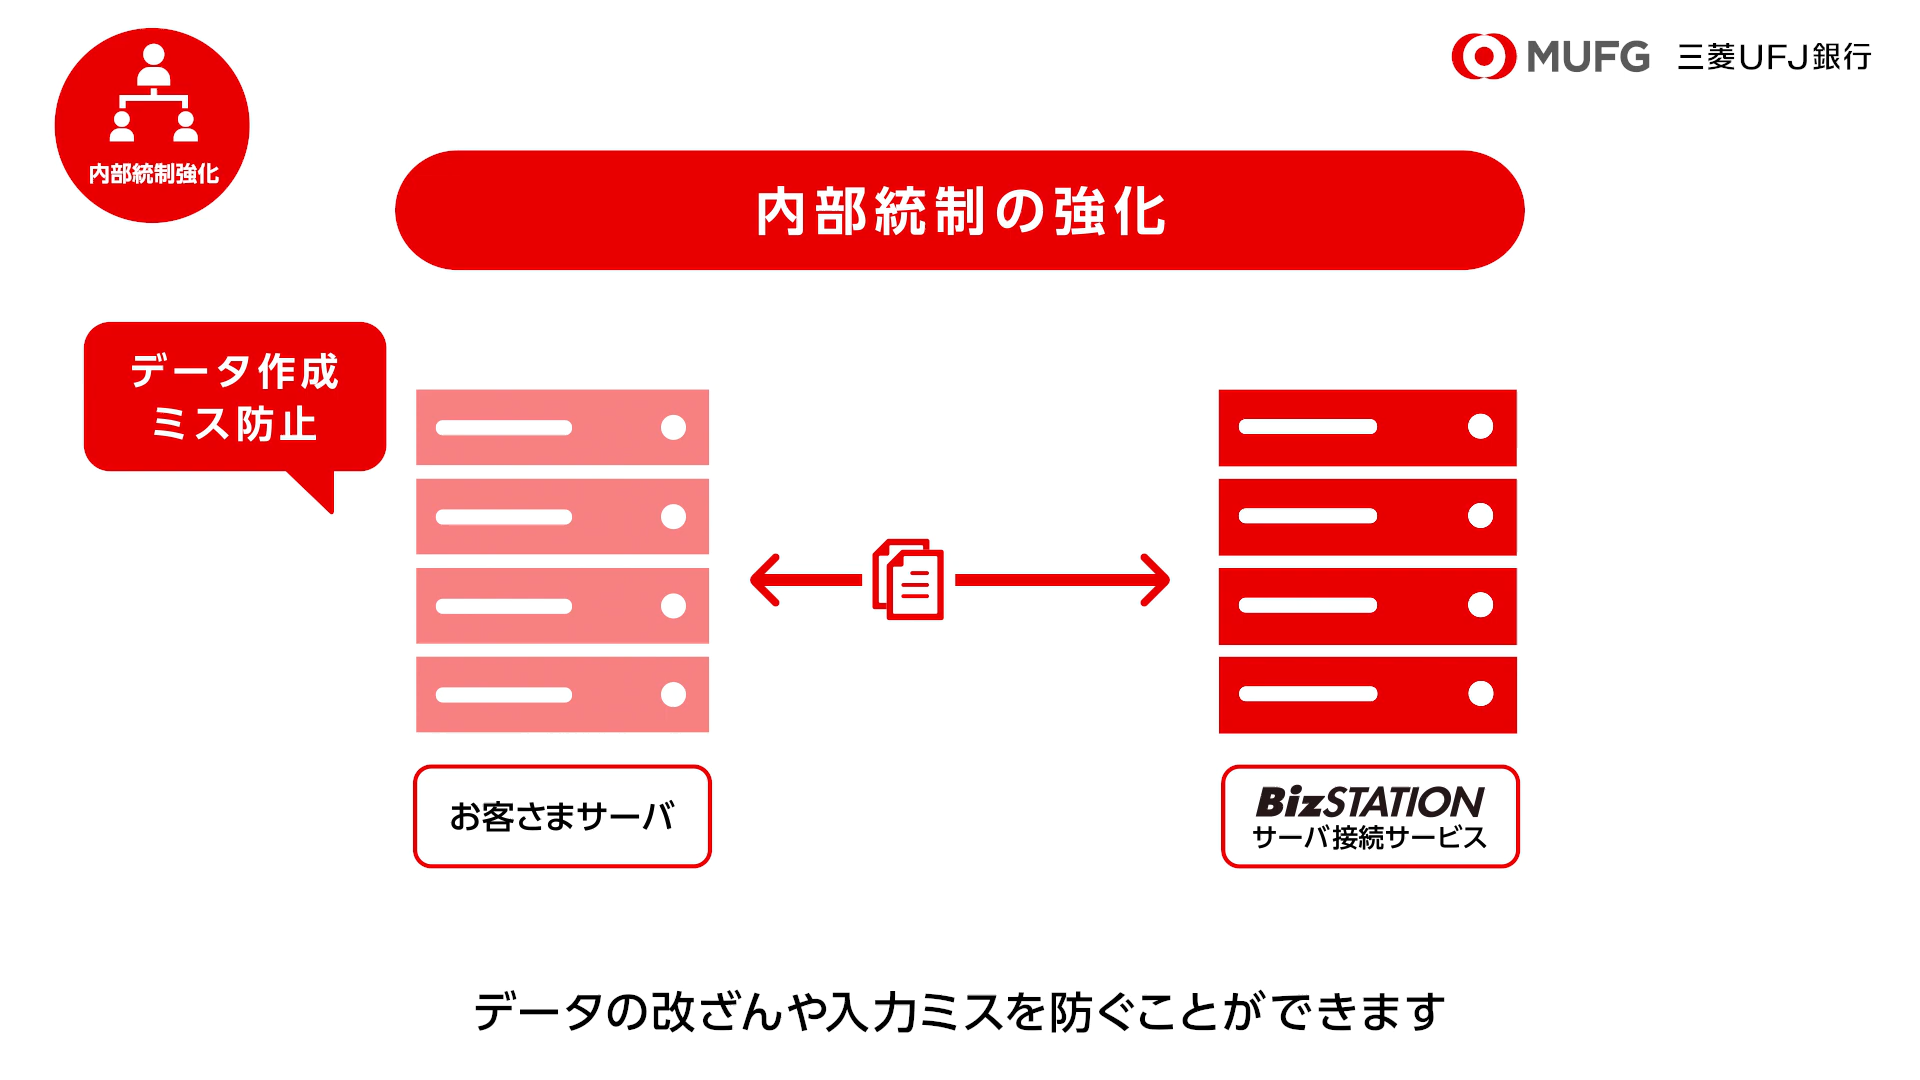 内部統制強化
MUFG 三菱UFJ銀行
内部統制の強化
データ作成
ミス防止
お客さまサーバ
BizSTATION
サーバ接続サービス
データの改ざんや入力ミスを防ぐことができます